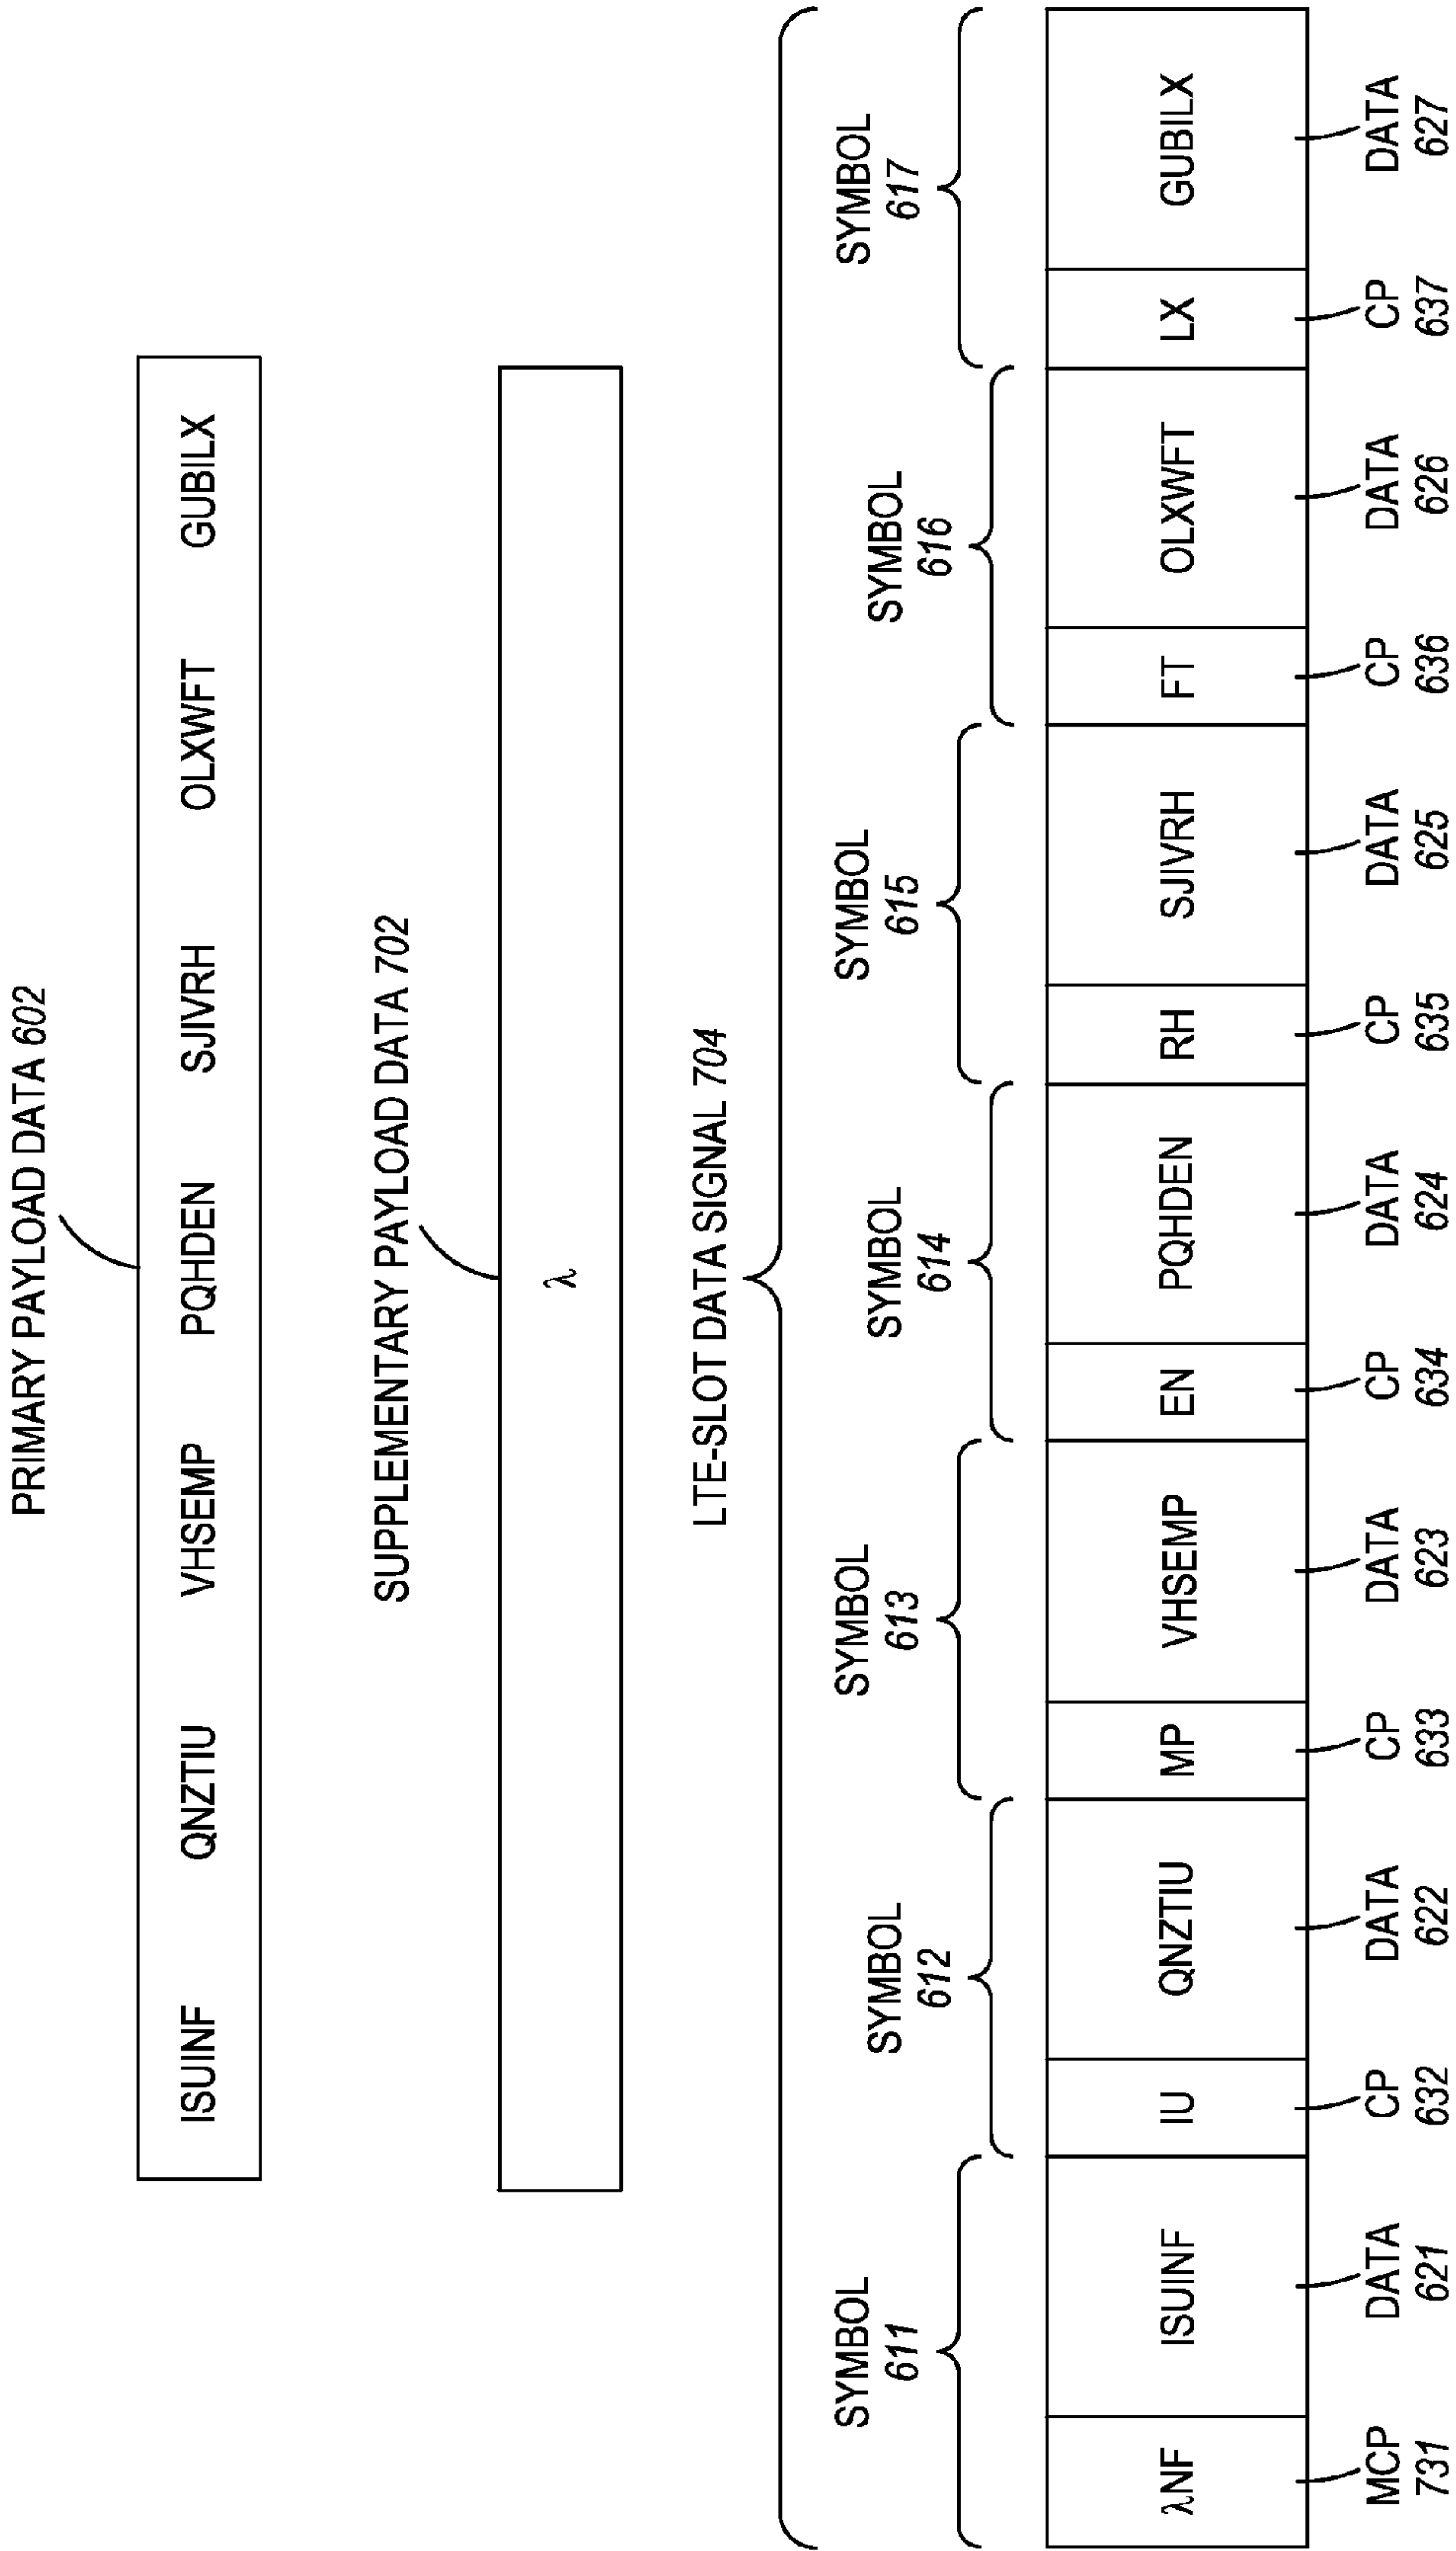 PRIMARY PAYLOAD DATA 602
ISUINF QNZTIU VHSEMP PQHDEN SJIVRH OLXWFT GUBILX
SUPPLEMENTARY PAYLOAD DATA 702
λ
LTE-SLOT DATA SIGNAL 704
SYMBOL 611
SYMBOL 612
SYMBOL 613
SYMBOL 614
SYMBOL 615
SYMBOL 616
SYMBOL 617
λNF ISUINF IU QNZTIU MP VHSEMP EN PQHDEN RH SJIVRH FT OLXWFT LX GUBILX
MCP DATA CP DATA CP DATA CP DATA CP DATA CP DATA CP DATA
731 621 632 622 633 623 634 624 635 625 636 626 637 627